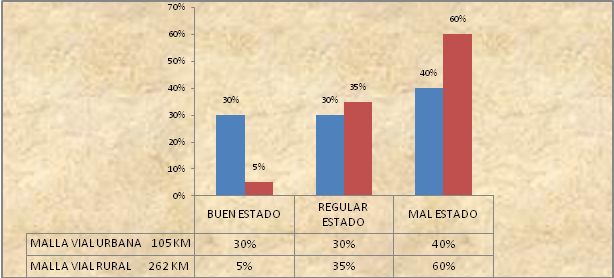 70%
60%
50%
40%
30%
20%
10%
0%
30%
5%
30%
35%
40%
60%
BUEN ESTADO
REGULAR
ESTADO
MAL ESTADO
MALLA VIAL URBANA 105 KM 30% 30% 40%
MALLA VIAL RURAL 262 KM 5% 35% 60%